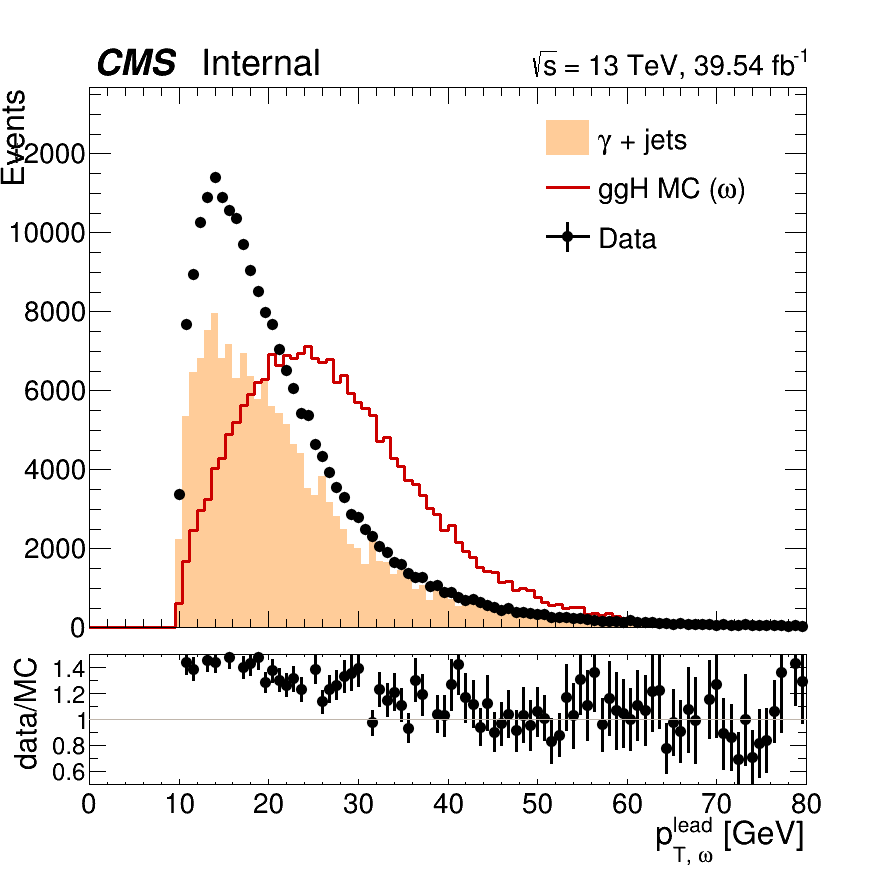 CMS Internal
√s = 13 TeV, 39.54 fb⁻¹
Events
γ + jets
ggH MC (ω)
Data
12000
10000
8000
6000
4000
2000
0
data/MC
1.4
1.2
1
0.8
0.6
0 10 20 30 40 50 60 70 80
p_{T, ω}^{lead} [GeV]